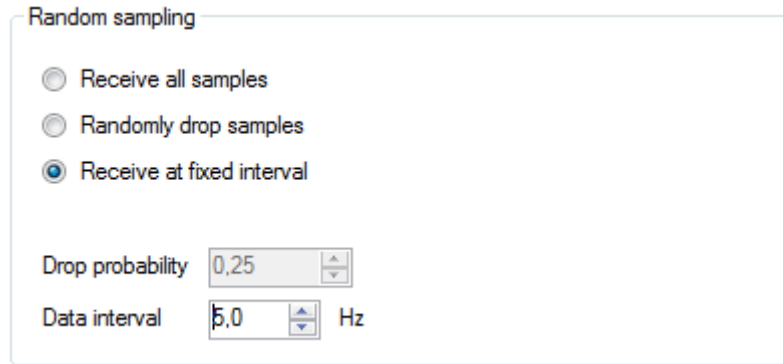 Random sampling
Receive all samples
Randomly drop samples
Receive at fixed interval
Drop probability 0,25
Data interval 5,0 Hz